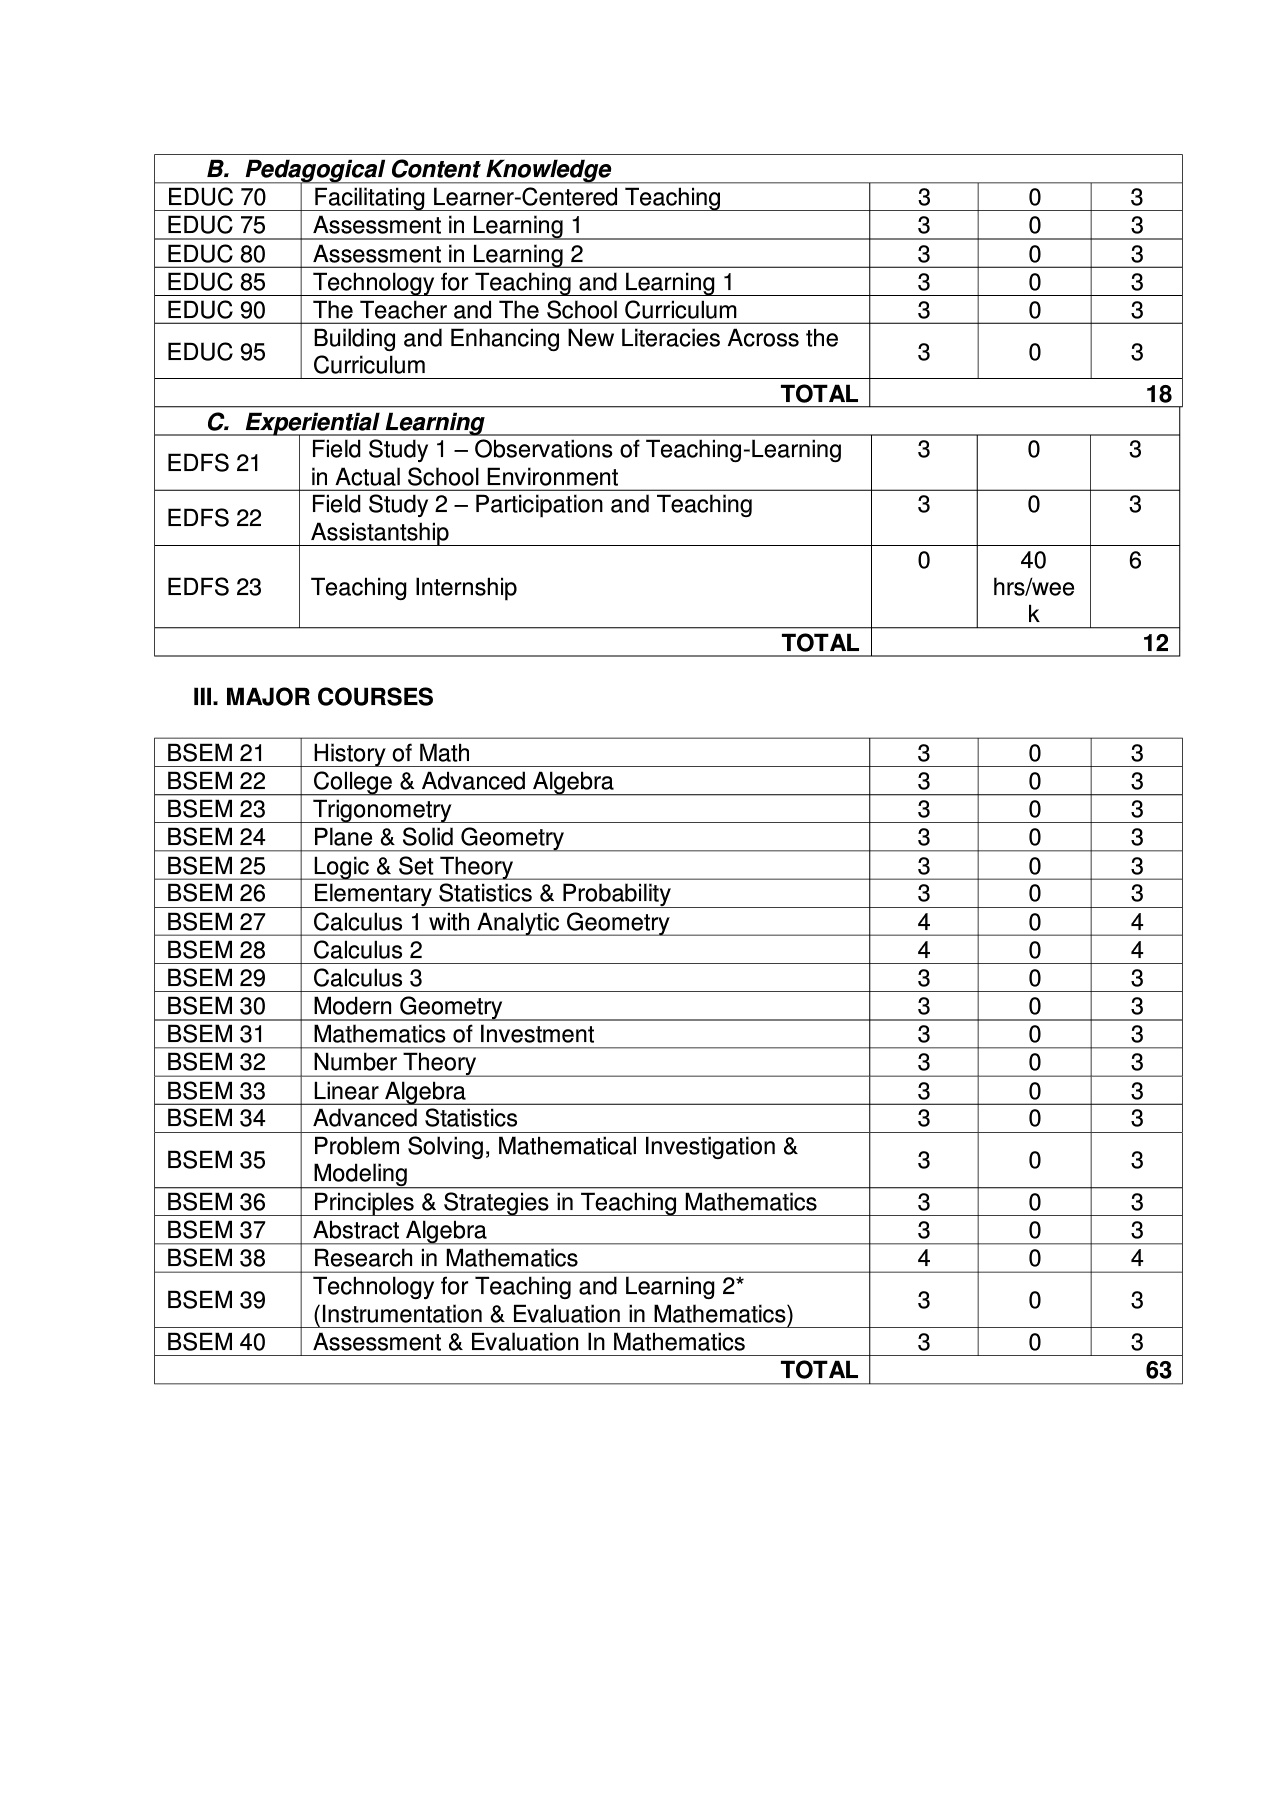 B. Pedagogical Content Knowledge
EDUC 70 Facilitating Learner-Centered Teaching 3 0 3
EDUC 75 Assessment in Learning 1 3 0 3
EDUC 80 Assessment in Learning 2 3 0 3
EDUC 85 Technology for Teaching and Learning 1 3 0 3
EDUC 90 The Teacher and The School Curriculum 3 0 3
EDUC 95 Building and Enhancing New Literacies Across the
Curriculum 3 0 3
TOTAL 18
C. Experiential Learning
EDFS 21 Field Study 1 – Observations of Teaching-Learning 3 0 3
in Actual School Environment
EDFS 22 Field Study 2 – Participation and Teaching 3 0 3
Assistantship
EDFS 23 Teaching Internship 0 40 6
hrs/wee
k
TOTAL 12
III. MAJOR COURSES
BSEM 21 History of Math 3 0 3
BSEM 22 College & Advanced Algebra 3 0 3
BSEM 23 Trigonometry 3 0 3
BSEM 24 Plane & Solid Geometry 3 0 3
BSEM 25 Logic & Set Theory 3 0 3
BSEM 26 Elementary Statistics & Probability 3 0 3
BSEM 27 Calculus 1 with Analytic Geometry 4 0 4
BSEM 28 Calculus 2 4 0 4
BSEM 29 Calculus 3 3 0 3
BSEM 30 Modern Geometry 3 0 3
BSEM 31 Mathematics of Investment 3 0 3
BSEM 32 Number Theory 3 0 3
BSEM 33 Linear Algebra 3 0 3
BSEM 34 Advanced Statistics 3 0 3
BSEM 35 Problem Solving, Mathematical Investigation &
Modeling 3 0 3
BSEM 36 Principles & Strategies in Teaching Mathematics 3 0 3
BSEM 37 Abstract Algebra 3 0 3
BSEM 38 Research in Mathematics 4 0 4
BSEM 39 Technology for Teaching and Learning 2*
(Instrumentation & Evaluation in Mathematics) 3 0 3
BSEM 40 Assessment & Evaluation In Mathematics 3 0 3
TOTAL 63